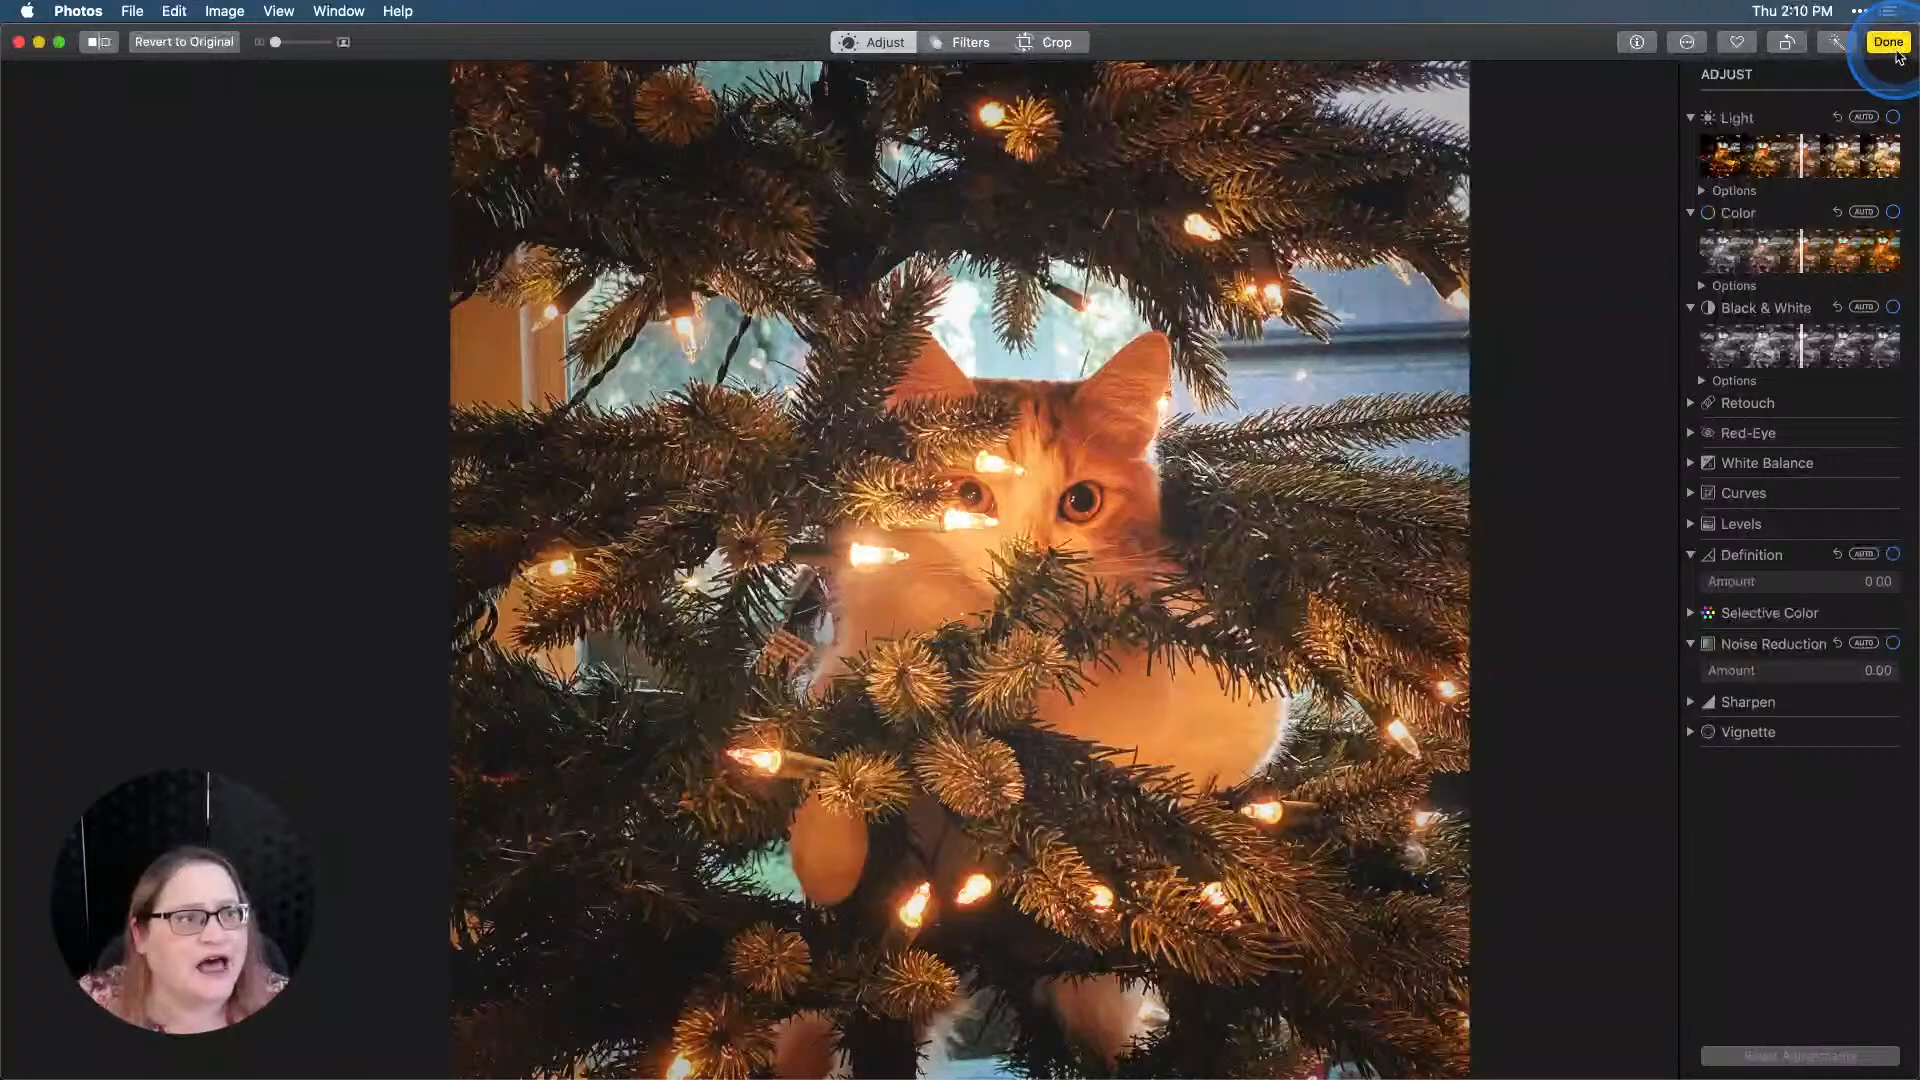 Photos File Edit Image View Window Help Thu 2:10 PM
Revert to Original Adjust Filters Crop Done
ADJUST
Light AUTO
Options
Color AUTO
Options
Black & White AUTO
Options
Retouch
Red-Eye
White Balance
Curves
Levels
Definition AUTO
Amount 0.00
Selective Color
Noise Reduction AUTO
Amount 0.00
Sharpen
Vignette
Reset Adjustments